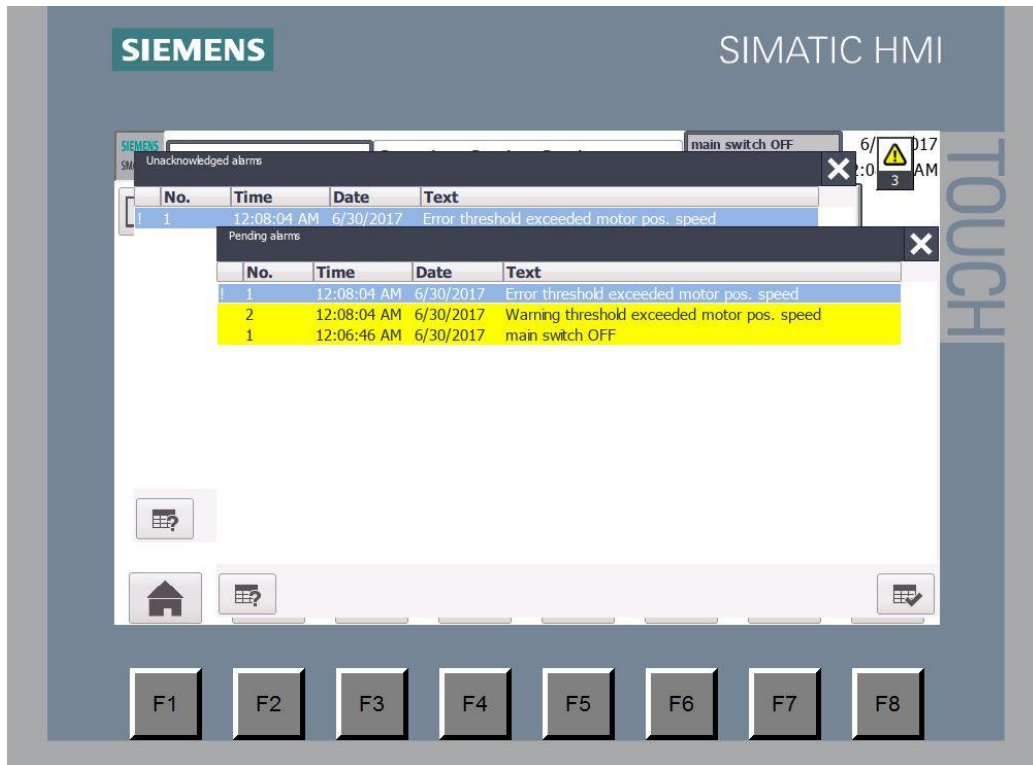 SIEMENS
SIMATIC HMI
TOUCH
SIEMENS
main switch OFF
6/ 17
AM
3
Unacknowledged alarms
No. Time Date Text
! 1 12:08:04 AM 6/30/2017 Error threshold exceeded motor pos. speed
Pending alarms
No. Time Date Text
! 1 12:08:04 AM 6/30/2017 Error threshold exceeded motor pos. speed
2 12:08:04 AM 6/30/2017 Warning threshold exceeded motor pos. speed
1 12:06:46 AM 6/30/2017 main switch OFF
F1 F2 F3 F4 F5 F6 F7 F8